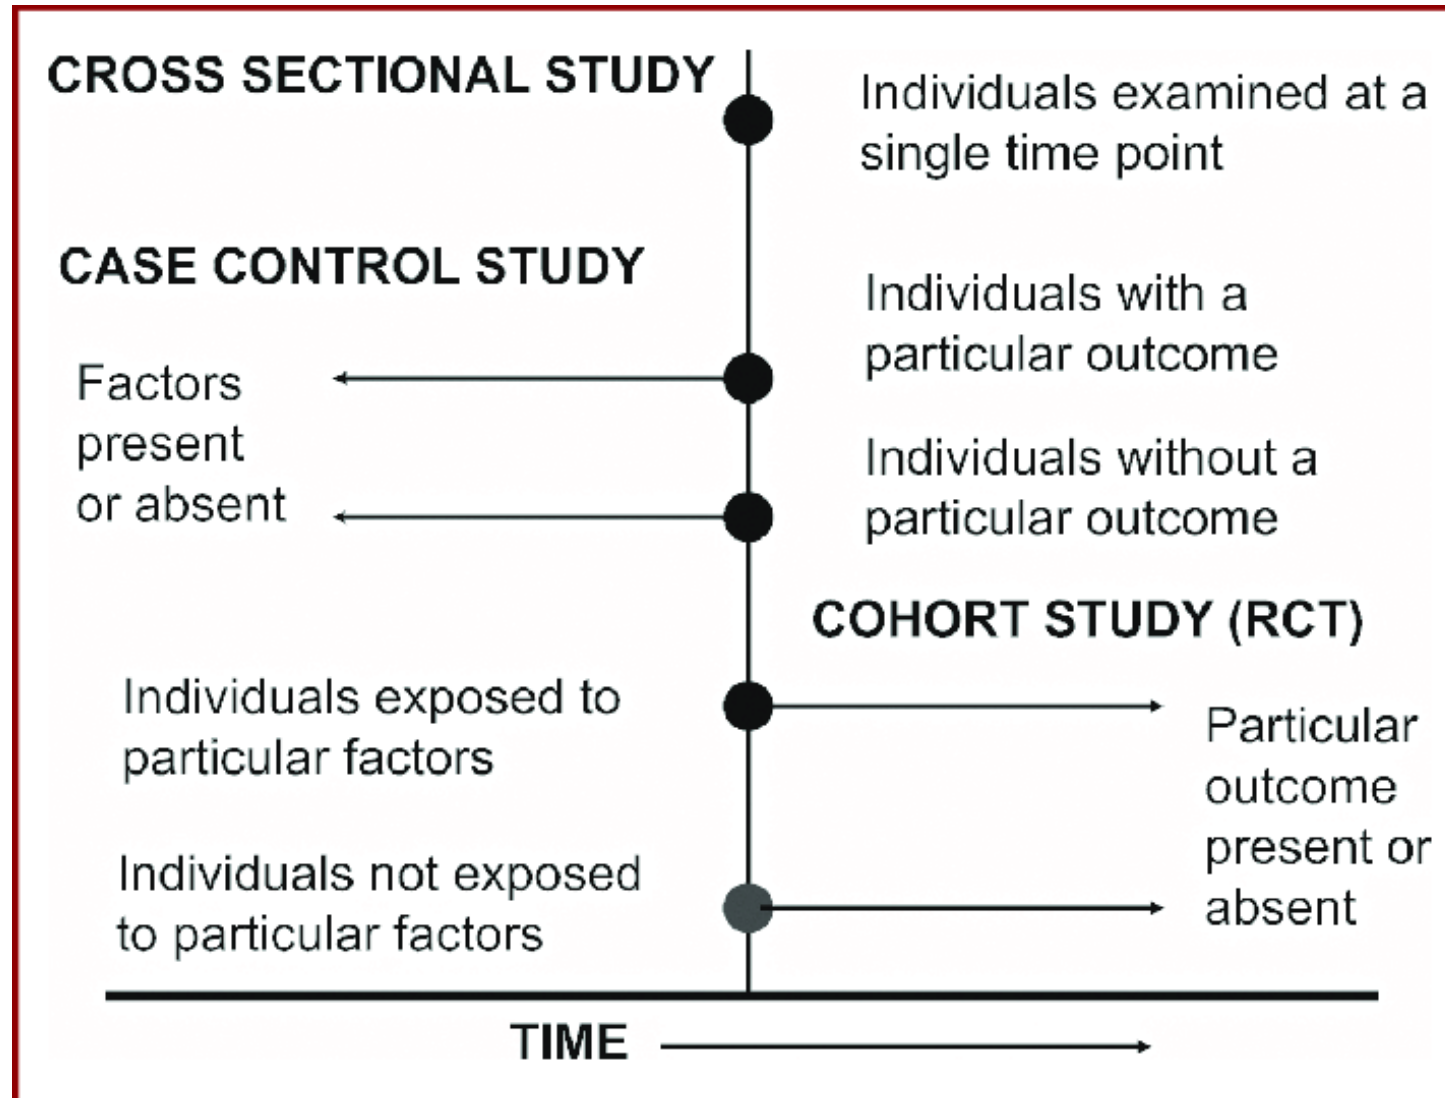 CROSS SECTIONAL STUDY
Individuals examined at a
single time point
CASE CONTROL STUDY
Individuals with a
particular outcome
Factors
present
or absent
Individuals without a
particular outcome
COHORT STUDY (RCT)
Individuals exposed to
particular factors
Particular
outcome
present or
absent
Individuals not exposed
to particular factors
TIME